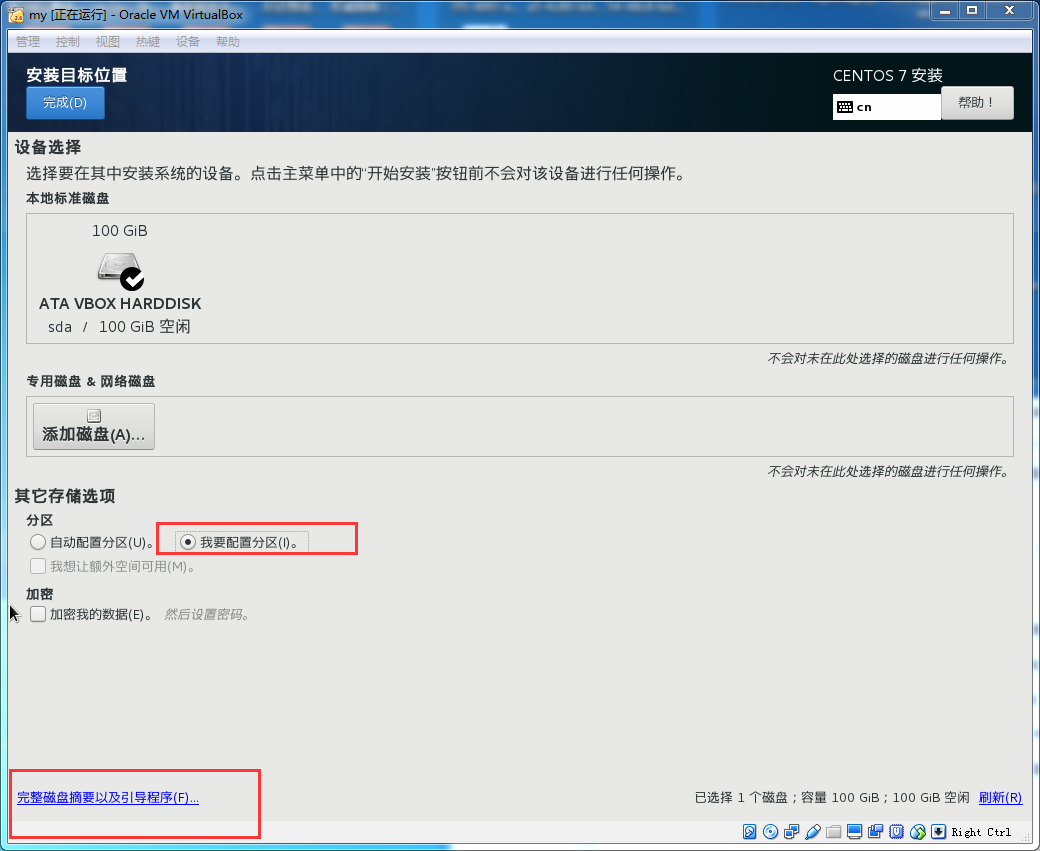 my [正在运行] - Oracle VM VirtualBox
管理 控制 视图 热键 设备 帮助
安装目标位置
CENTOS 7 安装
完成(D)
cn
帮助！
设备选择
选择要在其中安装系统的设备。点击主菜单中的"开始安装"按钮前不会对该设备进行任何操作。
本地标准磁盘
100 GiB
ATA VBOX HARDDISK
sda / 100 GiB 空闲
不会对未在此处选择的磁盘进行任何操作。
专用磁盘 & 网络磁盘
添加磁盘(A)...
不会对未在此处选择的磁盘进行任何操作。
其它存储选项
分区
自动配置分区(U)。 我要配置分区(I)。
我想让额外空间可用(M)。
加密
加密我的数据(E)。 然后设置密码。
完整磁盘摘要以及引导程序(F)...
已选择 1 个磁盘；容量 100 GiB；100 GiB 空闲 刷新(R)
Right Ctrl